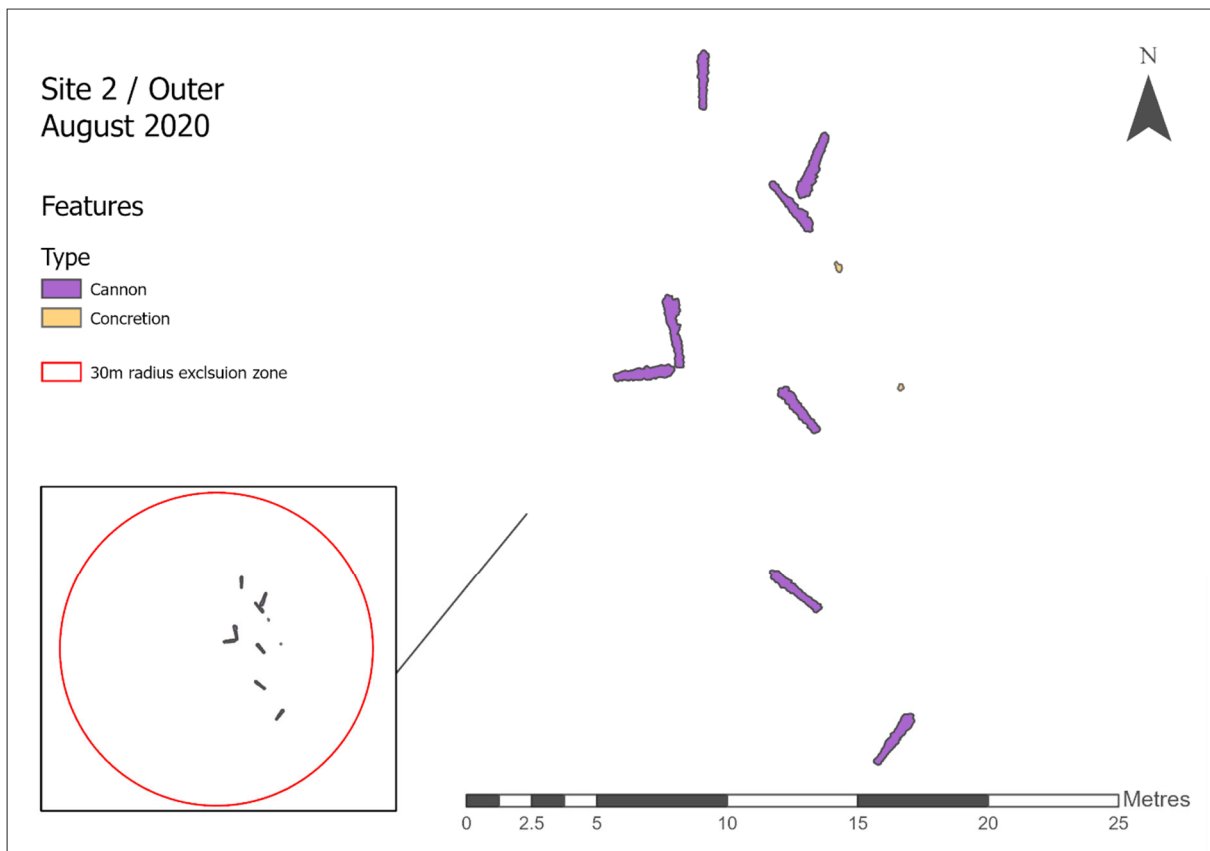 Site 2 / Outer
August 2020
N
Features
Type
Cannon
Concretion
30m radius exclsuion zone
Metres
0 2.5 5 10 15 20 25